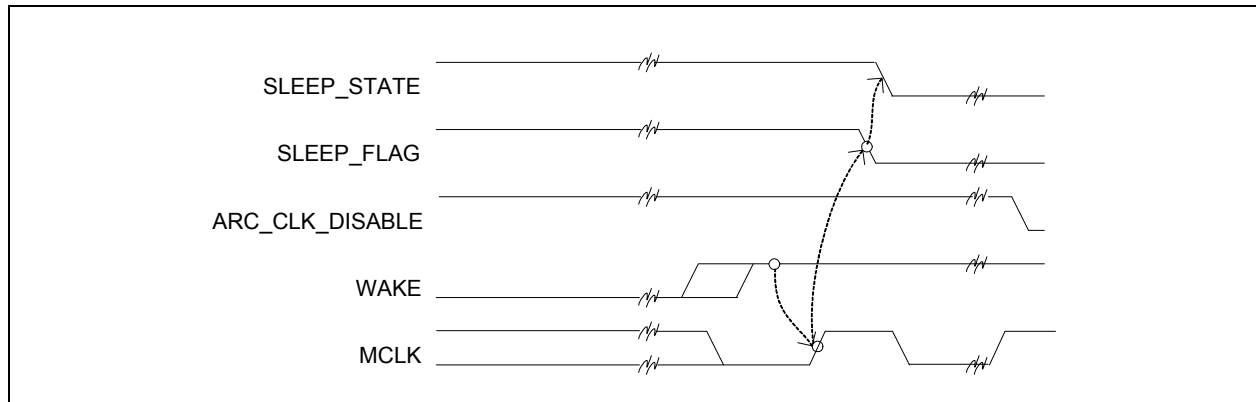 SLEEP_STATE
SLEEP_FLAG
ARC_CLK_DISABLE
WAKE
MCLK